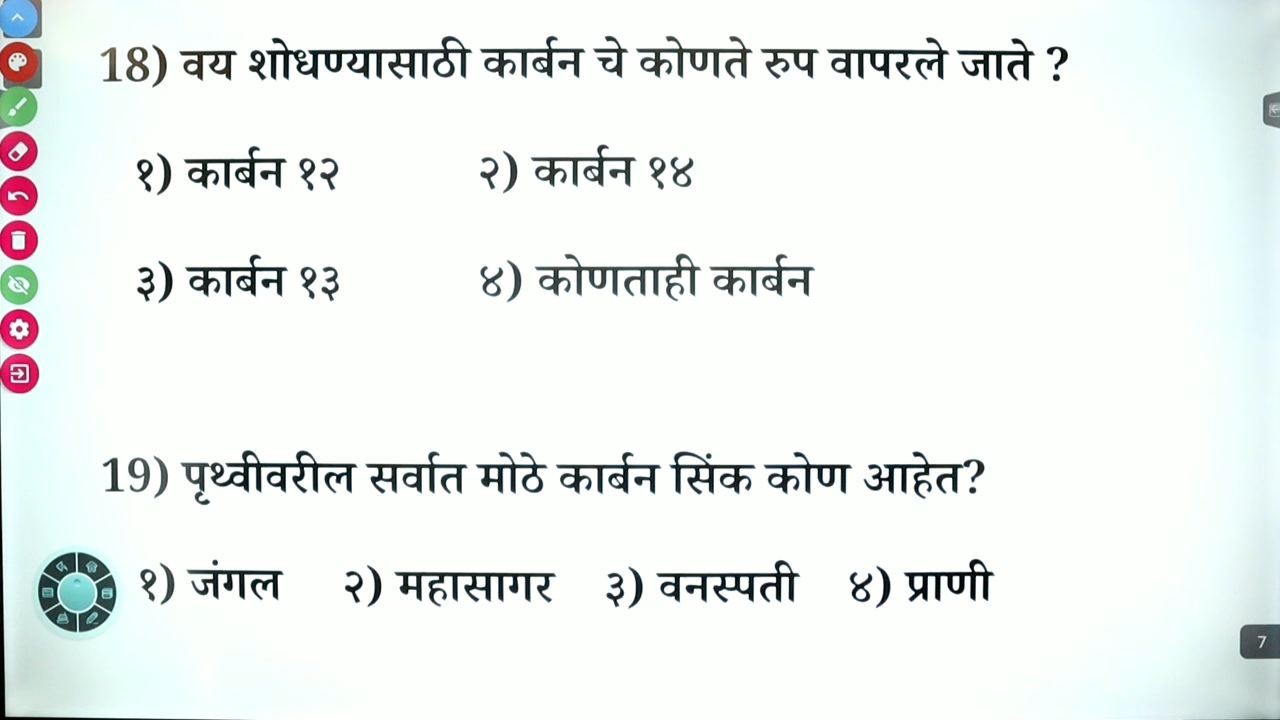 18) वय शोधण्यासाठी कार्बन चे कोणते रुप वापरले जाते ?
१) कार्बन १२ २) कार्बन १४
३) कार्बन १३ ४) कोणताही कार्बन
19) पृथ्वीवरील सर्वात मोठे कार्बन सिंक कोण आहेत?
१) जंगल २) महासागर ३) वनस्पती ४) प्राणी
7